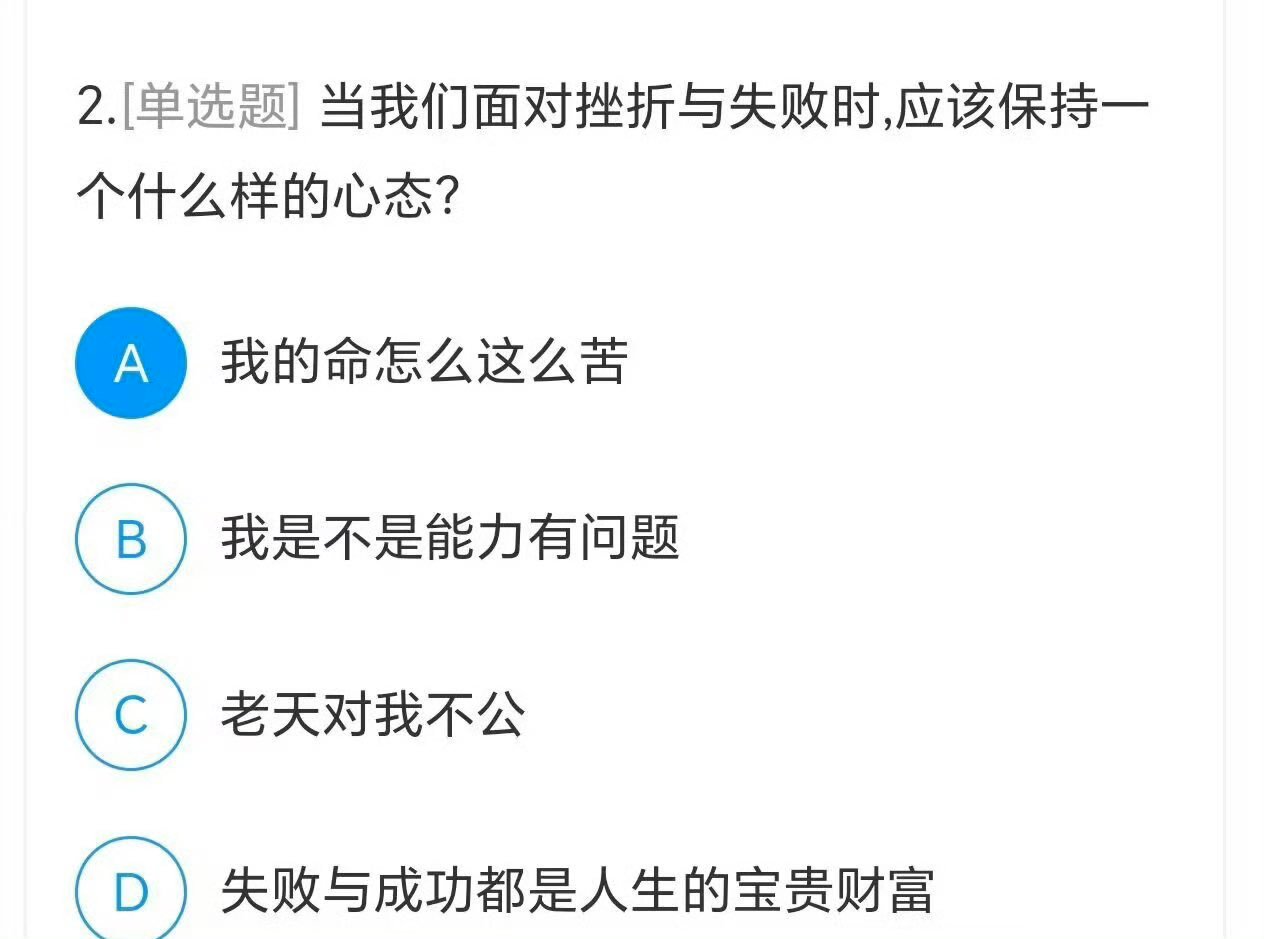 2.[单选题] 当我们面对挫折与失败时,应该保持一
个什么样的心态?
A 我的命怎么这么苦
B 我是不是能力有问题
C 老天对我不公
D 失败与成功都是人生的宝贵财富